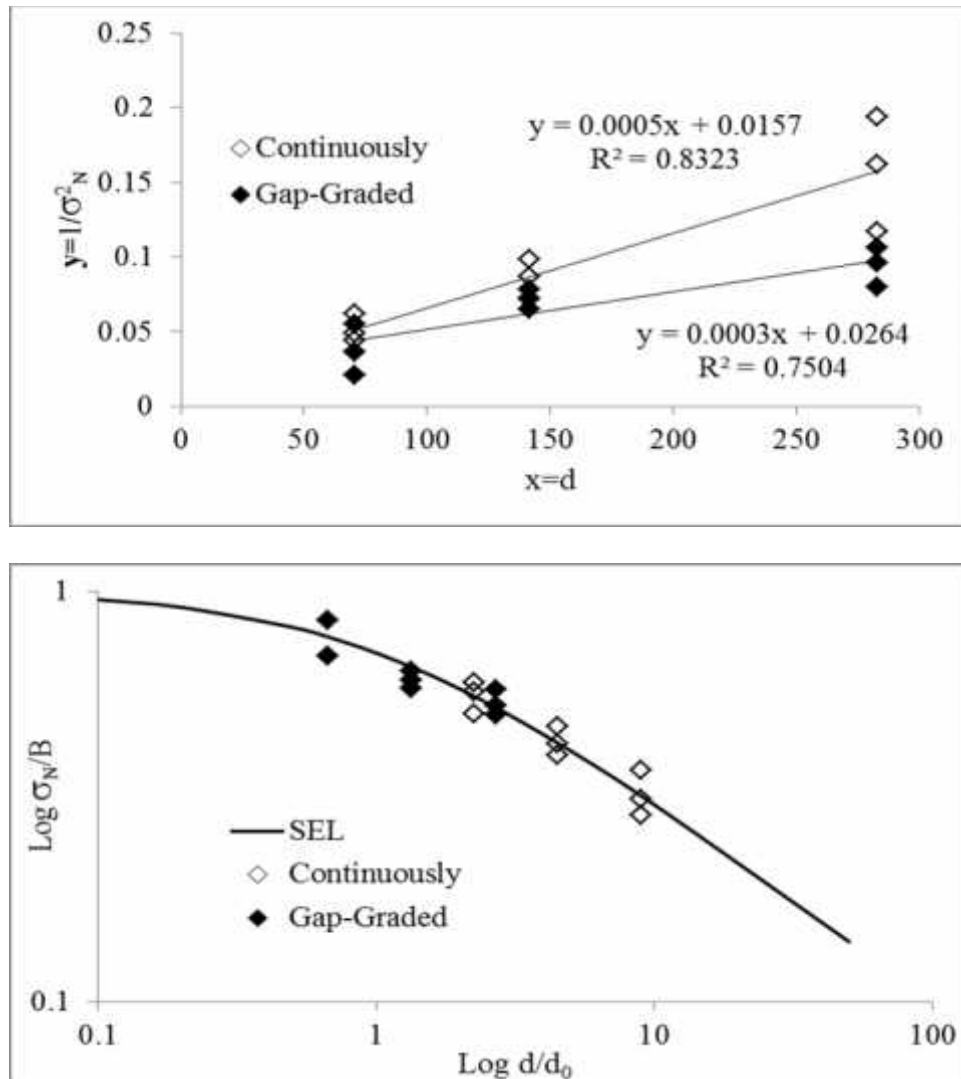 0.25
0.2
0.15
0.1
0.05
0
y=1/σ²N
Continuously
Gap-Graded
y = 0.0005x + 0.0157
R² = 0.8323
y = 0.0003x + 0.0264
R² = 0.7504
0 50 100 150 200 250 300
x=d
1
0.1
Log σN/B
SEL
Continuously
Gap-Graded
0.1 1 10 100
Log d/d₀